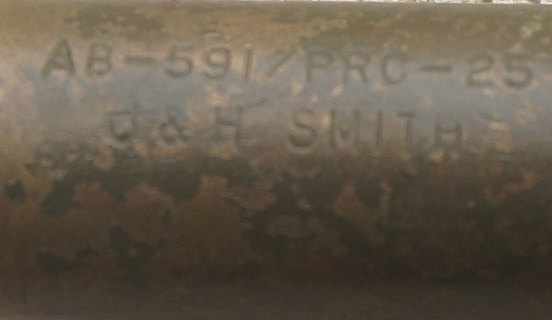 AB-591/PRC-25
J & H SMITH